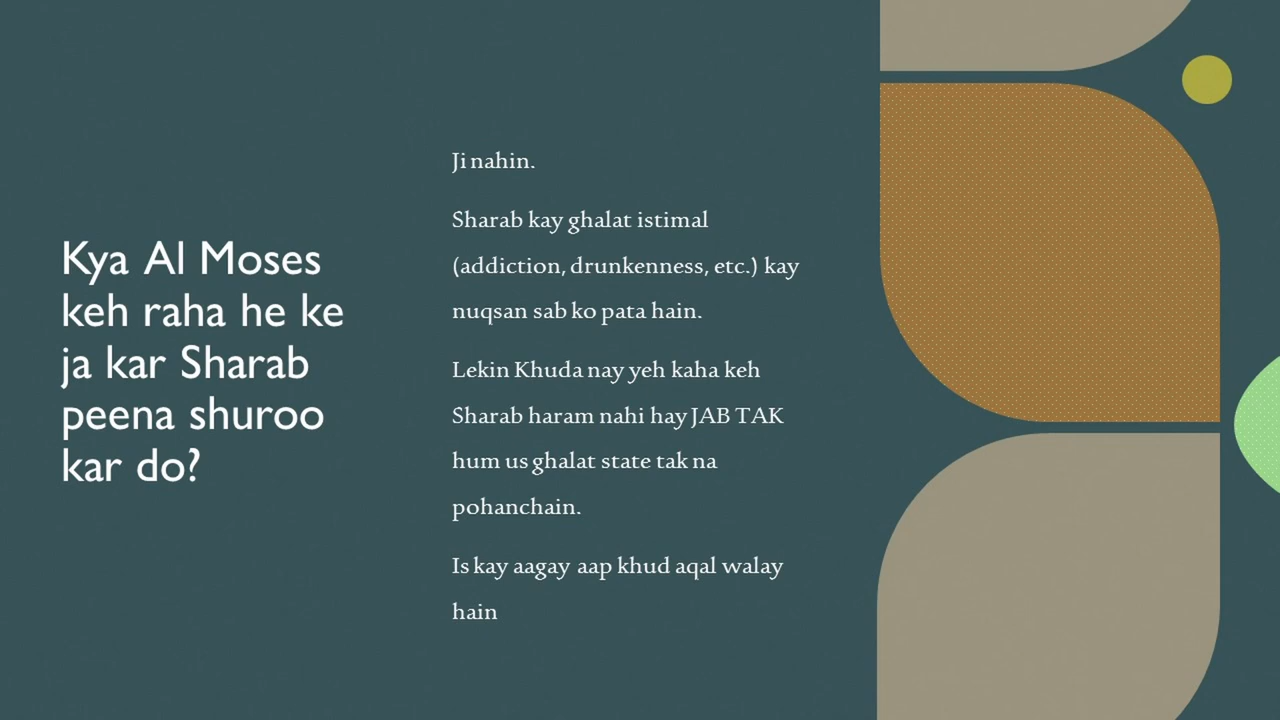 Kya Al Moses
keh raha he ke
ja kar Sharab
peena shuroo
kar do?
Ji nahin.
Sharab kay ghalat istimal
(addiction, drunkenness, etc.) kay
nuqsan sab ko pata hain.
Lekin Khuda nay yeh kaha keh
Sharab haram nahi hay JAB TAK
hum us ghalat state tak na
pohanchain.
Is kay aagay aap khud aqal walay
hain